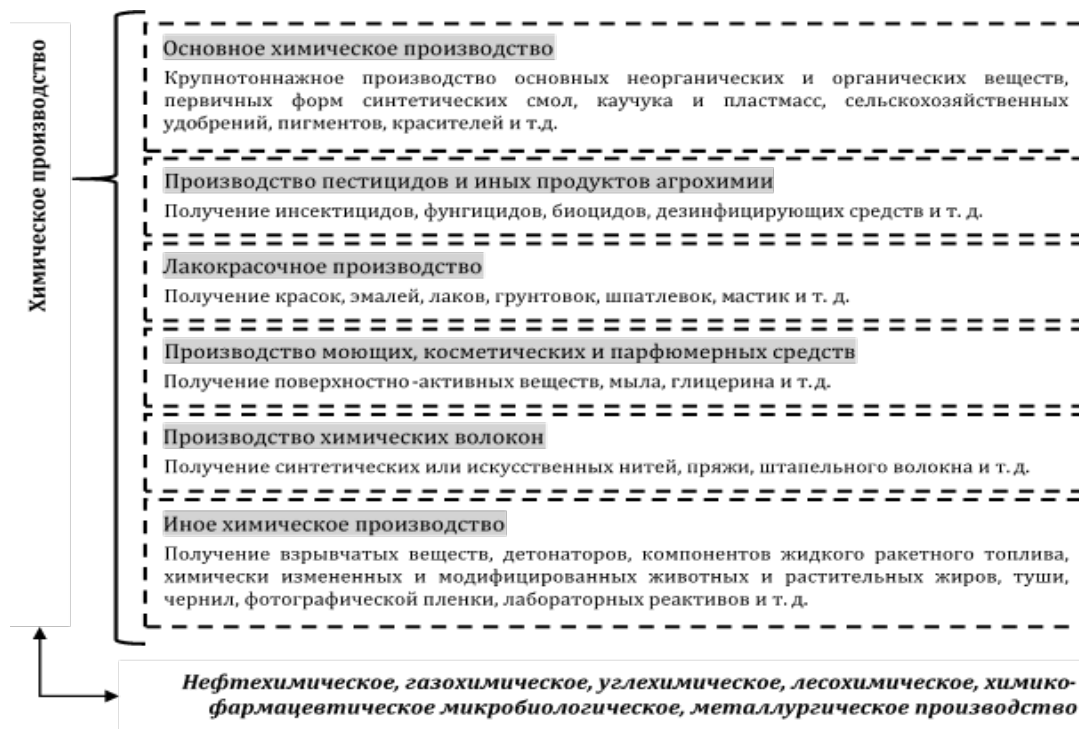 Химическое производство
Основное химическое производство
Крупнотоннажное производство основных неорганических и органических веществ,
первичных форм синтетических смол, каучука и пластмасс, сельскохозяйственных
удобрений, пигментов, красителей и т.д.
Производство пестицидов и иных продуктов агрохимии
Получение инсектицидов, фунгицидов, биоцидов, дезинфицирующих средств и т. д.
Лакокрасочное производство
Получение красок, эмалей, лаков, грунтовок, шпатлевок, мастик и т. д.
Производство моющих, косметических и парфюмерных средств
Получение поверхностно-активных веществ, мыла, глицерина и т.д.
Производство химических волокон
Получение синтетических или искусственных нитей, пряжи, штапельного волокна и т. д.
Иное химическое производство
Получение взрывчатых веществ, детонаторов, компонентов жидкого ракетного топлива,
химически измененных и модифицированных животных и растительных жиров, туши,
чернил, фотографической пленки, лабораторных реактивов и т. д.
Нефтехимическое, газохимическое, углехимическое, лесохимическое, химико-
фармацевтическое микробиологическое, металлургическое производство